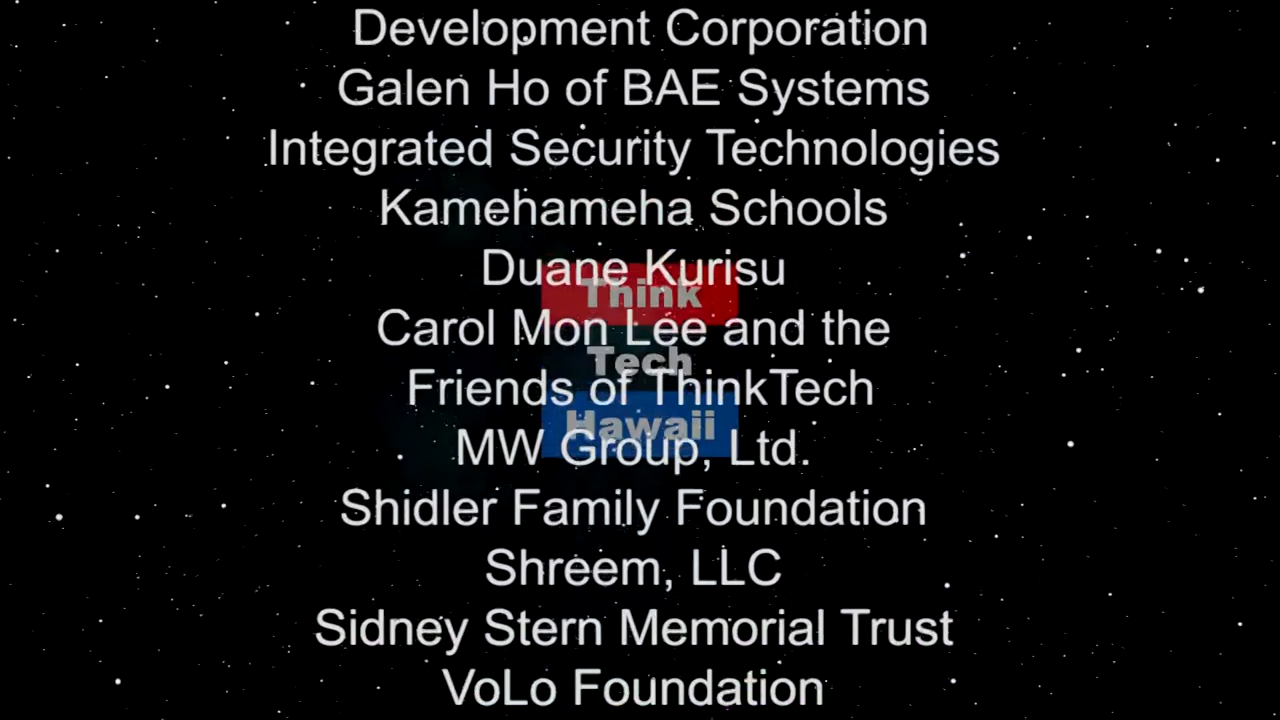 Development Corporation
Galen Ho of BAE Systems
Integrated Security Technologies
Kamehameha Schools
Duane Kurisu
Think
Carol Mon Lee and the
Tech
Friends of ThinkTech
Hawaii
MW Group, Ltd.
Shidler Family Foundation
Shreem, LLC
Sidney Stern Memorial Trust
VoLo Foundation